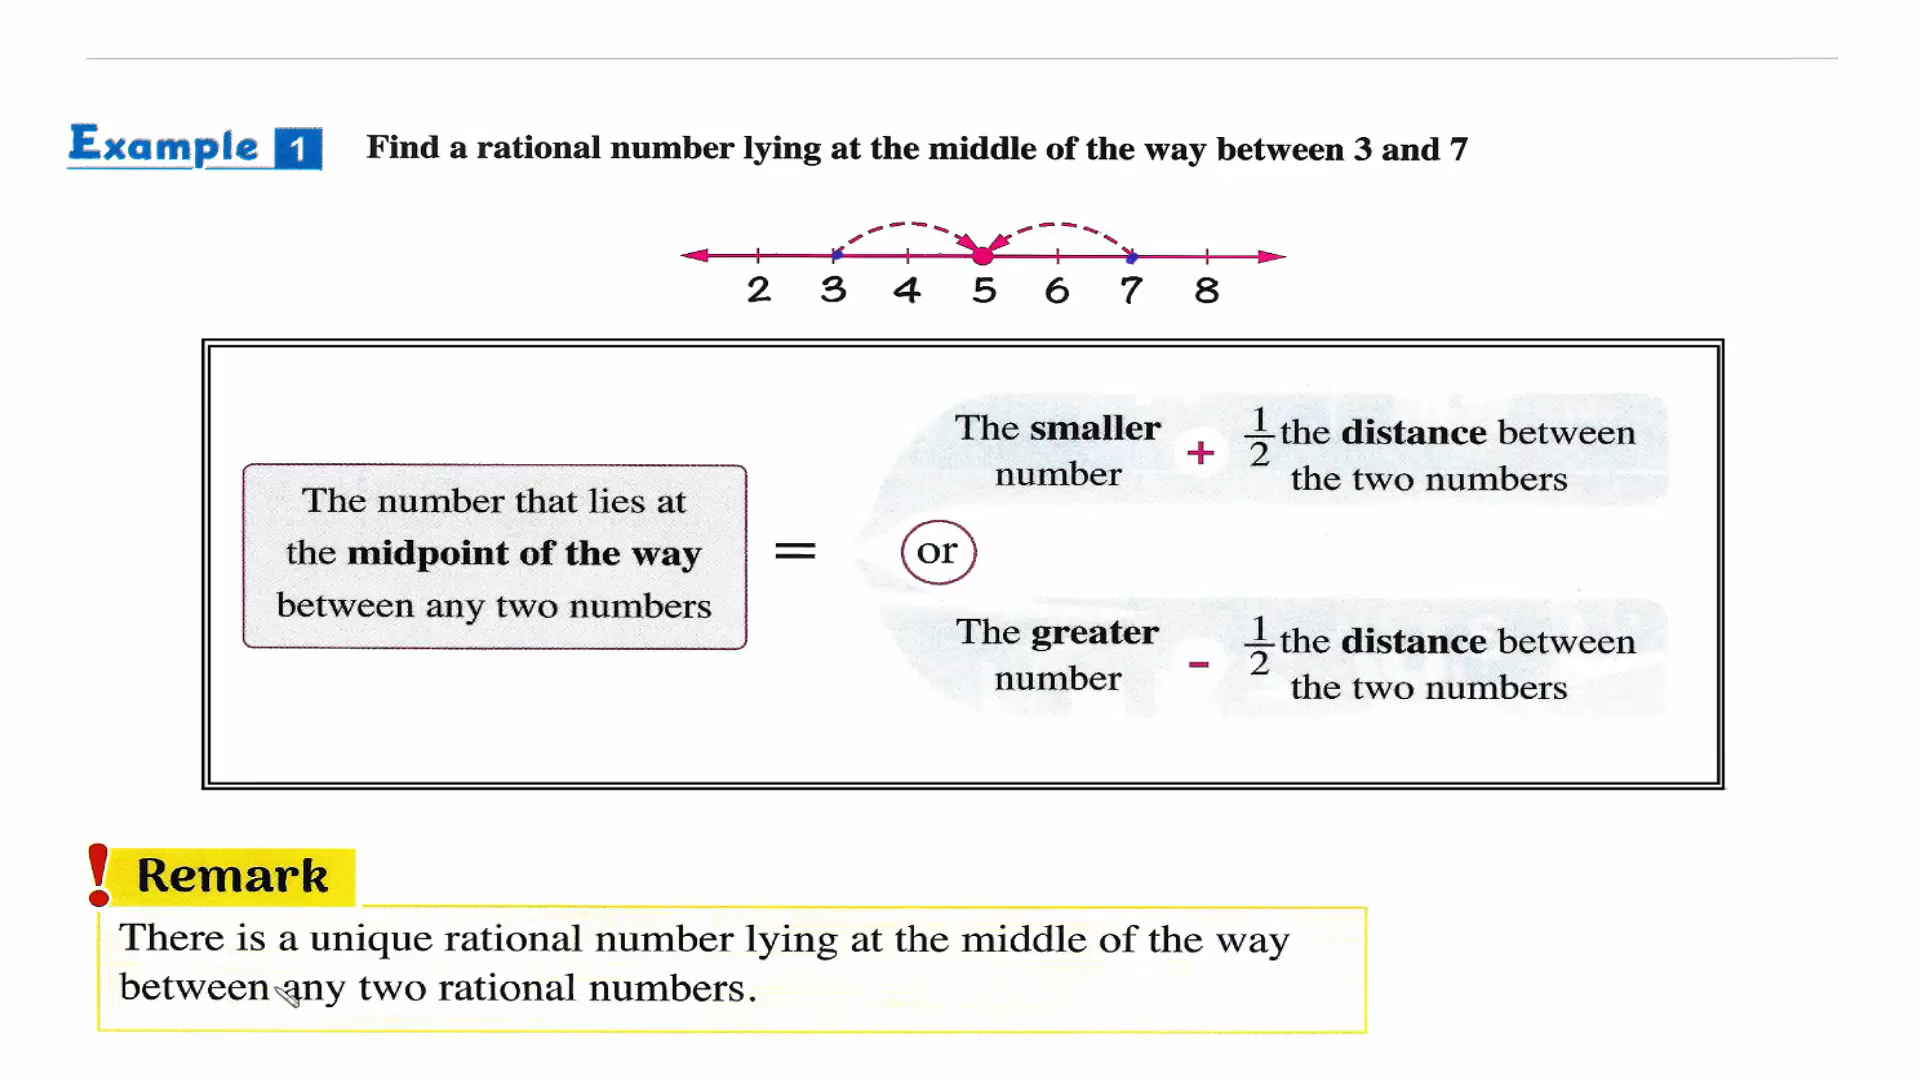 Example 1 Find a rational number lying at the middle of the way between 3 and 7
2 3 4 5 6 7 8
The number that lies at
the midpoint of the way
between any two numbers
=
The smaller
number
+
1/2 the distance between
the two numbers
or
The greater
number
-
1/2 the distance between
the two numbers
! Remark
There is a unique rational number lying at the middle of the way
between any two rational numbers.